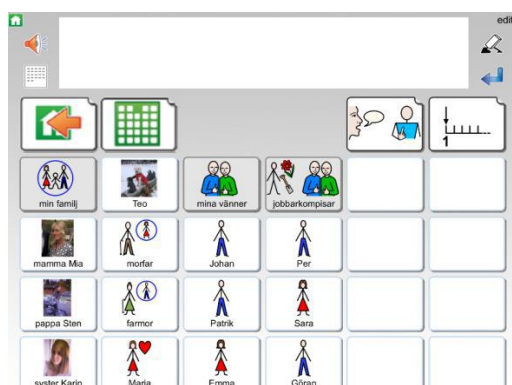 edit
1
min familj
Teo
mina vänner
jobbarkompisar
mamma Mia
morfar
Johan
Per
pappa Sten
farmor
Patrik
Sara
syster Karin
Maria
Emma
Göran